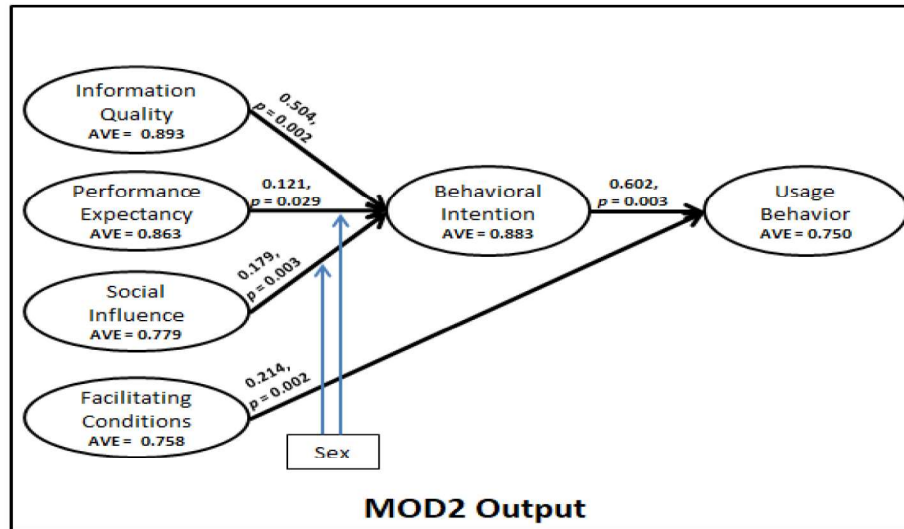 Information
Quality
AVE = 0.893
0.504,
p = 0.002
Performance
Expectancy
AVE = 0.863
0.121,
p = 0.029
Behavioral
Intention
AVE = 0.883
0.602,
p = 0.003
Usage
Behavior
AVE = 0.750
Social
Influence
AVE = 0.779
0.179,
p = 0.003
Facilitating
Conditions
AVE = 0.758
0.214,
p = 0.002
Sex
MOD2 Output